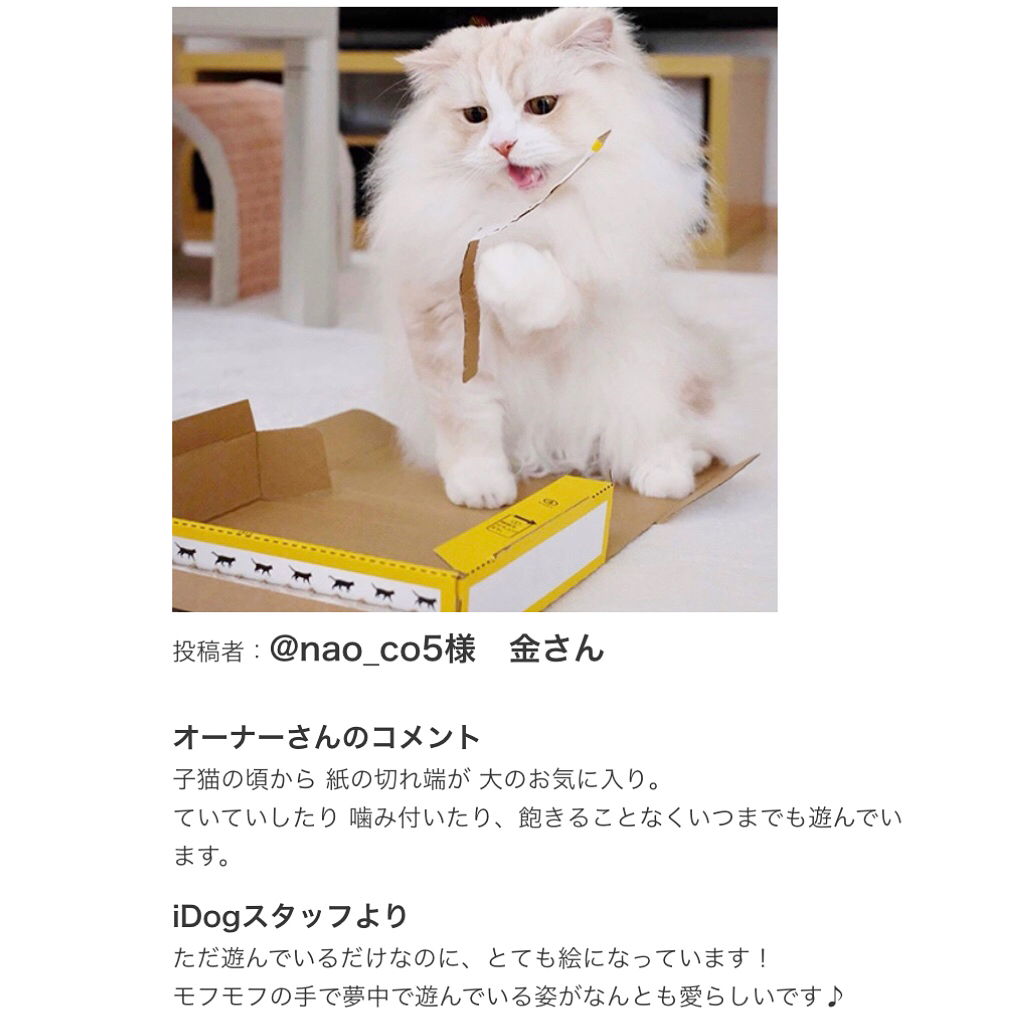 投稿者：@nao_co5様　金さん
オーナーさんのコメント
子猫の頃から 紙の切れ端が 大のお気に入り。
ていていしたり 噛み付いたり、飽きることなくいつまでも遊んでい
ます。
iDogスタッフより
ただ遊んでいるだけなのに、とても絵になっています！
モフモフの手で夢中で遊んでいる姿がなんとも愛らしいです♪